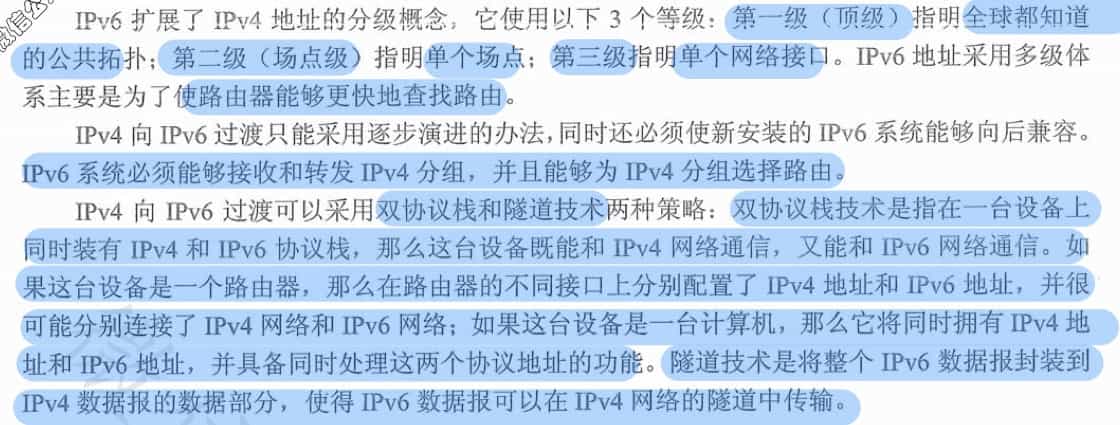 IPv6 扩展了 IPv4 地址的分级概念，它使用以下 3 个等级：第一级（顶级）指明全球都知道
的公共拓扑；第二级（场点级）指明单个场点；第三级指明单个网络接口。IPv6 地址采用多级体
系主要是为了使路由器能够更快地查找路由。
IPv4 向 IPv6 过渡只能采用逐步演进的办法，同时还必须使新安装的 IPv6 系统能够向后兼容。
IPv6 系统必须能够接收和转发 IPv4 分组，并且能够为 IPv4 分组选择路由。
IPv4 向 IPv6 过渡可以采用双协议栈和隧道技术两种策略：双协议栈技术是指在一台设备上
同时装有 IPv4 和 IPv6 协议栈，那么这台设备既能和 IPv4 网络通信，又能和 IPv6 网络通信。如
果这台设备是一个路由器，那么在路由器的不同接口上分别配置了 IPv4 地址和 IPv6 地址，并很
可能分别连接了 IPv4 网络和 IPv6 网络；如果这台设备是一台计算机，那么它将同时拥有 IPv4 地
址和 IPv6 地址，并具备同时处理这两个协议地址的功能。隧道技术是将整个 IPv6 数据报封装到
IPv4 数据报的数据部分，使得 IPv6 数据报可以在 IPv4 网络的隧道中传输。